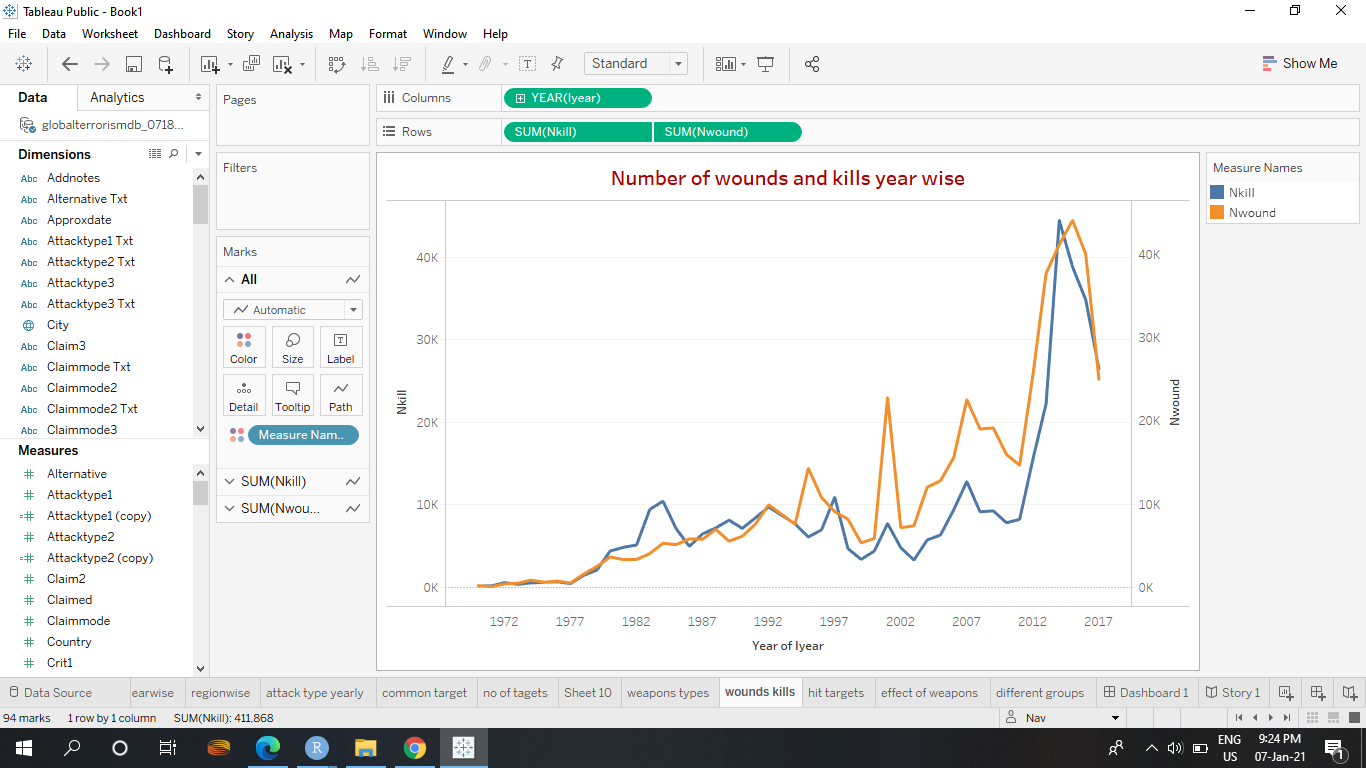 Tableau Public - Book1
File Data Worksheet Dashboard Story Analysis Map Format Window Help
Standard
Show Me
Data Analytics
globalterrorismdb_0718...
Dimensions
Abc Addnotes
Abc Alternative Txt
Abc Approxdate
Abc Attacktype1 Txt
Abc Attacktype2 Txt
Abc Attacktype3
Abc Attacktype3 Txt
City
Abc Claim3
Abc Claimmode Txt
Abc Claimmode2
Abc Claimmode2 Txt
Abc Claimmode3
Measures
Alternative
Attacktype1
Attacktype1 (copy)
Attacktype2
Attacktype2 (copy)
Claim2
Claimed
Claimmode
Country
Crit1
Pages
Filters
Marks
All
Automatic
Color Size Label
Detail Tooltip Path
Measure Nam..
SUM(Nkill)
SUM(Nwou...
Columns YEAR(Iyear)
Rows SUM(Nkill) SUM(Nwound)
Number of wounds and kills year wise
40K
30K
20K
10K
0K
Nkill
40K
30K
20K
10K
0K
Nwound
1972 1977 1982 1987 1992 1997 2002 2007 2012 2017
Year of Iyear
Measure Names
Nkill
Nwound
Data Source earwise regionwise attack type yearly common target no of tagets Sheet 10 weapons types wounds kills hit targets effect of weapons different groups Dashboard 1 Story 1
94 marks 1 row by 1 column SUM(Nkill): 411,868 Nav
R ENG 9:24 PM
US 07-Jan-21 1